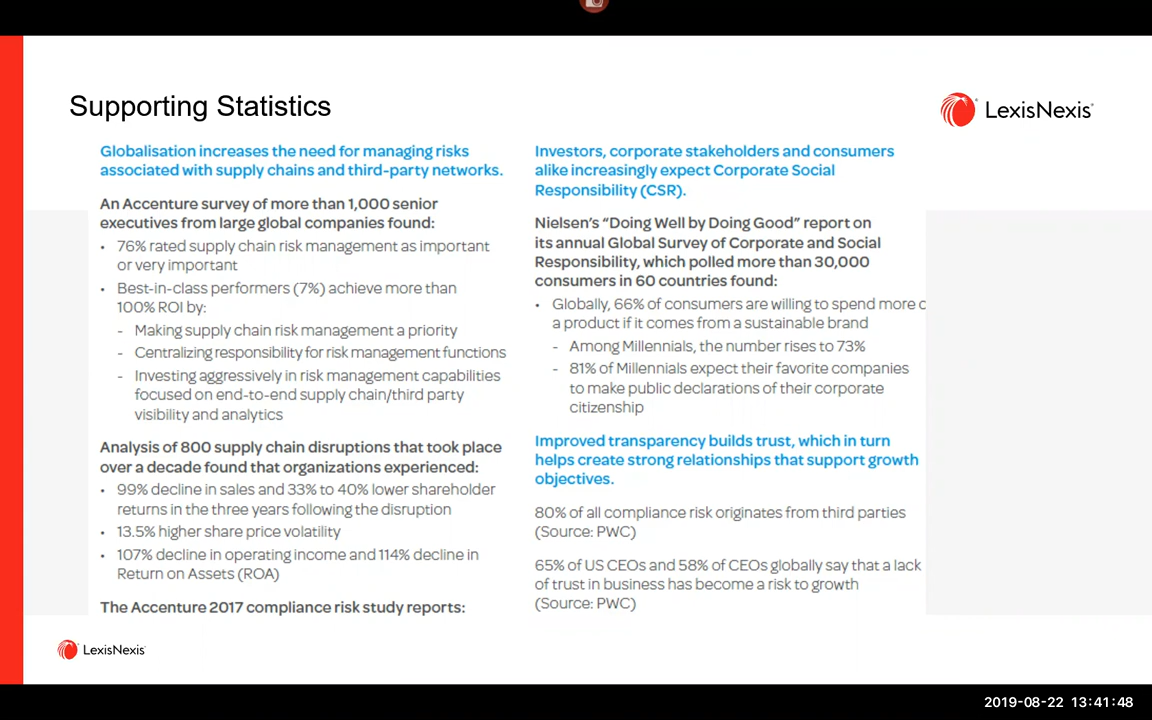 Supporting Statistics
LexisNexis
Globalisation increases the need for managing risks
associated with supply chains and third-party networks.
An Accenture survey of more than 1,000 senior
executives from large global companies found:
• 76% rated supply chain risk management as important
or very important
• Best-in-class performers (7%) achieve more than
100% ROI by:
- Making supply chain risk management a priority
- Centralizing responsibility for risk management functions
- Investing aggressively in risk management capabilities
focused on end-to-end supply chain/third party
visibility and analytics
Analysis of 800 supply chain disruptions that took place
over a decade found that organizations experienced:
• 99% decline in sales and 33% to 40% lower shareholder
returns in the three years following the disruption
• 13.5% higher share price volatility
• 107% decline in operating income and 114% decline in
Return on Assets (ROA)
The Accenture 2017 compliance risk study reports:
Investors, corporate stakeholders and consumers
alike increasingly expect Corporate Social
Responsibility (CSR).
Nielsen's "Doing Well by Doing Good" report on
its annual Global Survey of Corporate and Social
Responsibility, which polled more than 30,000
consumers in 60 countries found:
• Globally, 66% of consumers are willing to spend more
a product if it comes from a sustainable brand
- Among Millennials, the number rises to 73%
- 81% of Millennials expect their favorite companies
to make public declarations of their corporate
citizenship
Improved transparency builds trust, which in turn
helps create strong relationships that support growth
objectives.
80% of all compliance risk originates from third parties
(Source: PWC)
65% of US CEOs and 58% of CEOs globally say that a lack
of trust in business has become a risk to growth
(Source: PWC)
LexisNexis
2019-08-22 13:41:48